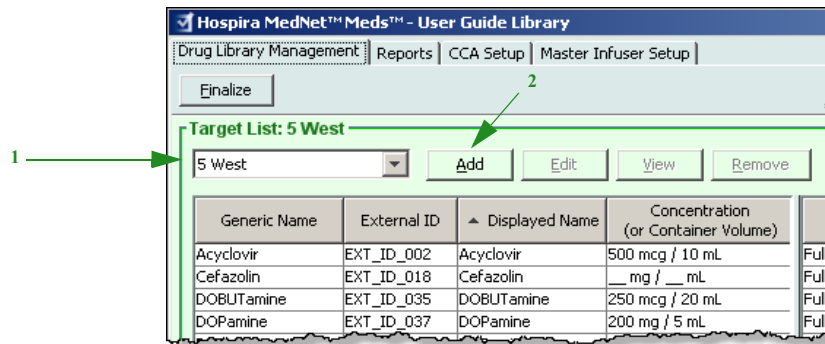 Hospira MedNet™Meds™ - User Guide Library
Drug Library Management Reports CCA Setup Master Infuser Setup
Finalize
2
Target List: 5 West
1
5 West Add Edit View Remove
Generic Name External ID Displayed Name Concentration
(or Container Volume)
Acyclovir EXT_ID_002 Acyclovir 500 mcg / 10 mL Ful
Cefazolin EXT_ID_018 Cefazolin __ mg / __ mL Ful
DOBUTamine EXT_ID_035 DOBUTamine 250 mcg / 20 mL Ful
DOPamine EXT_ID_037 DOPamine 200 mg / 5 mL Ful